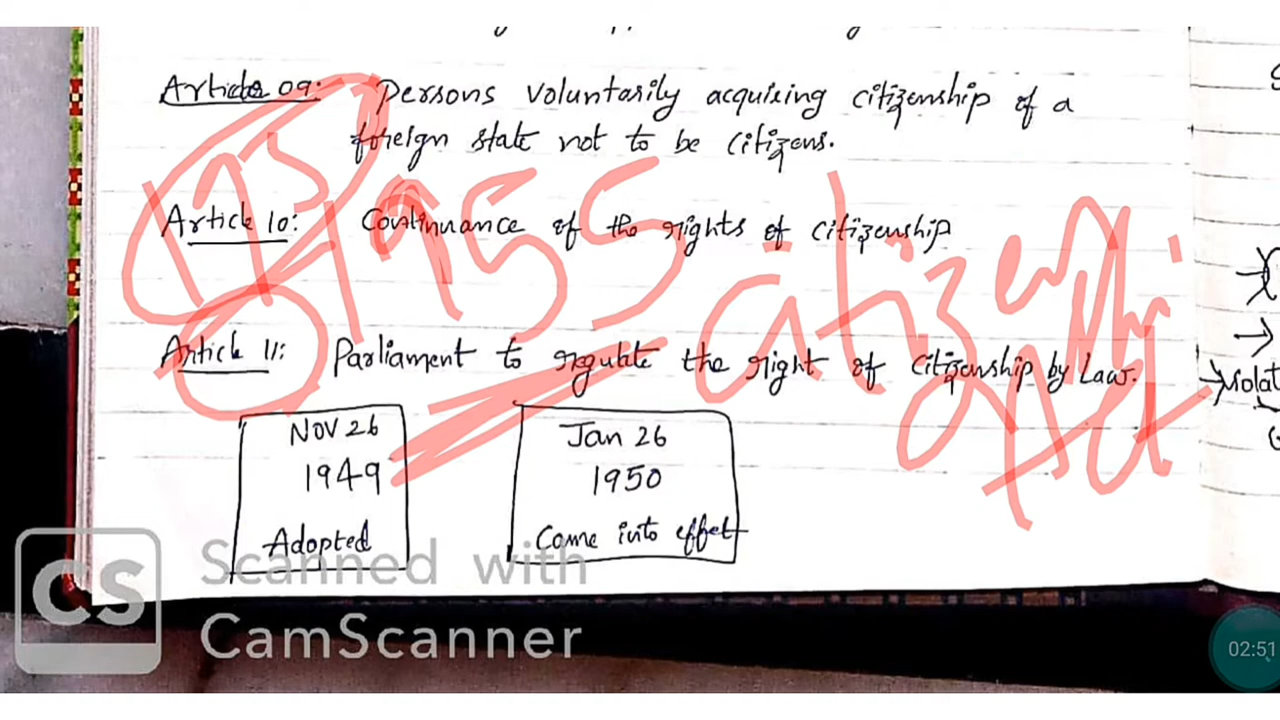 Article 09: Persons voluntarily acquiring citizenship of a
foreign state not to be citizens.
Article 10: Continuance of the rights of citizenship
1955 citizenship Act
Article 11: Parliament to regulate the right of citizenship by Law.
Nov 26
1949
Adopted
Jan 26
1950
Come into effect
CS
Scanned with
CamScanner
02:51